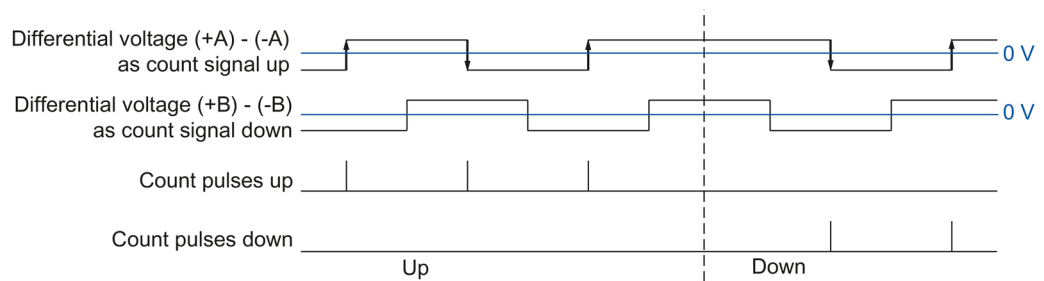 Differential voltage (+A) - (-A)
as count signal up
0 V
Differential voltage (+B) - (-B)
as count signal down
0 V
Count pulses up
Count pulses down
Up
Down